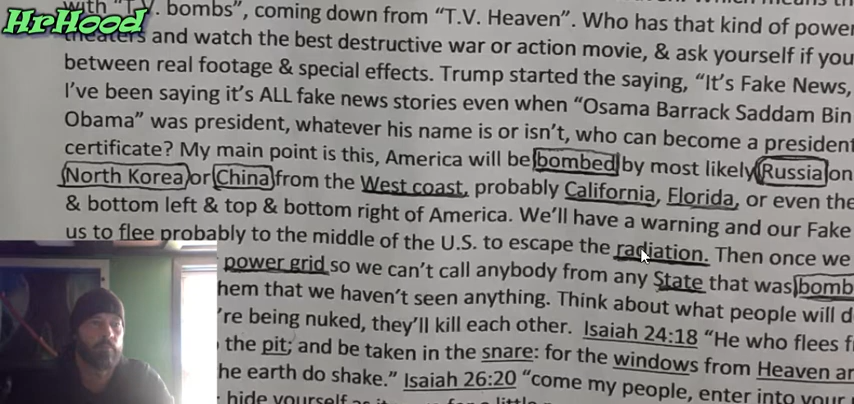 with "T.V. bombs", coming down from "T.V. Heaven". Who has that kind of power
HrHood
theaters and watch the best destructive war or action movie, & ask yourself if you
between real footage & special effects. Trump started the saying, "It's Fake News,
I've been saying it's ALL fake news stories even when "Osama Barrack Saddam Bin
Obama" was president, whatever his name is or isn't, who can become a president
certificate? My main point is this, America will be bombed by most likely Russia on
North Korea or China from the West coast, probably California, Florida, or even the
& bottom left & top & bottom right of America. We'll have a warning and our Fake
us to flee probably to the middle of the U.S. to escape the radiation. Then once we
power grid so we can't call anybody from any State that was bomb
hem that we haven't seen anything. Think about what people will d
're being nuked, they'll kill each other. Isaiah 24:18 "He who flees f
the pit; and be taken in the snare: for the windows from Heaven ar
he earth do shake." Isaiah 26:20 "come my people, enter into your
hide yourself as it were for a little